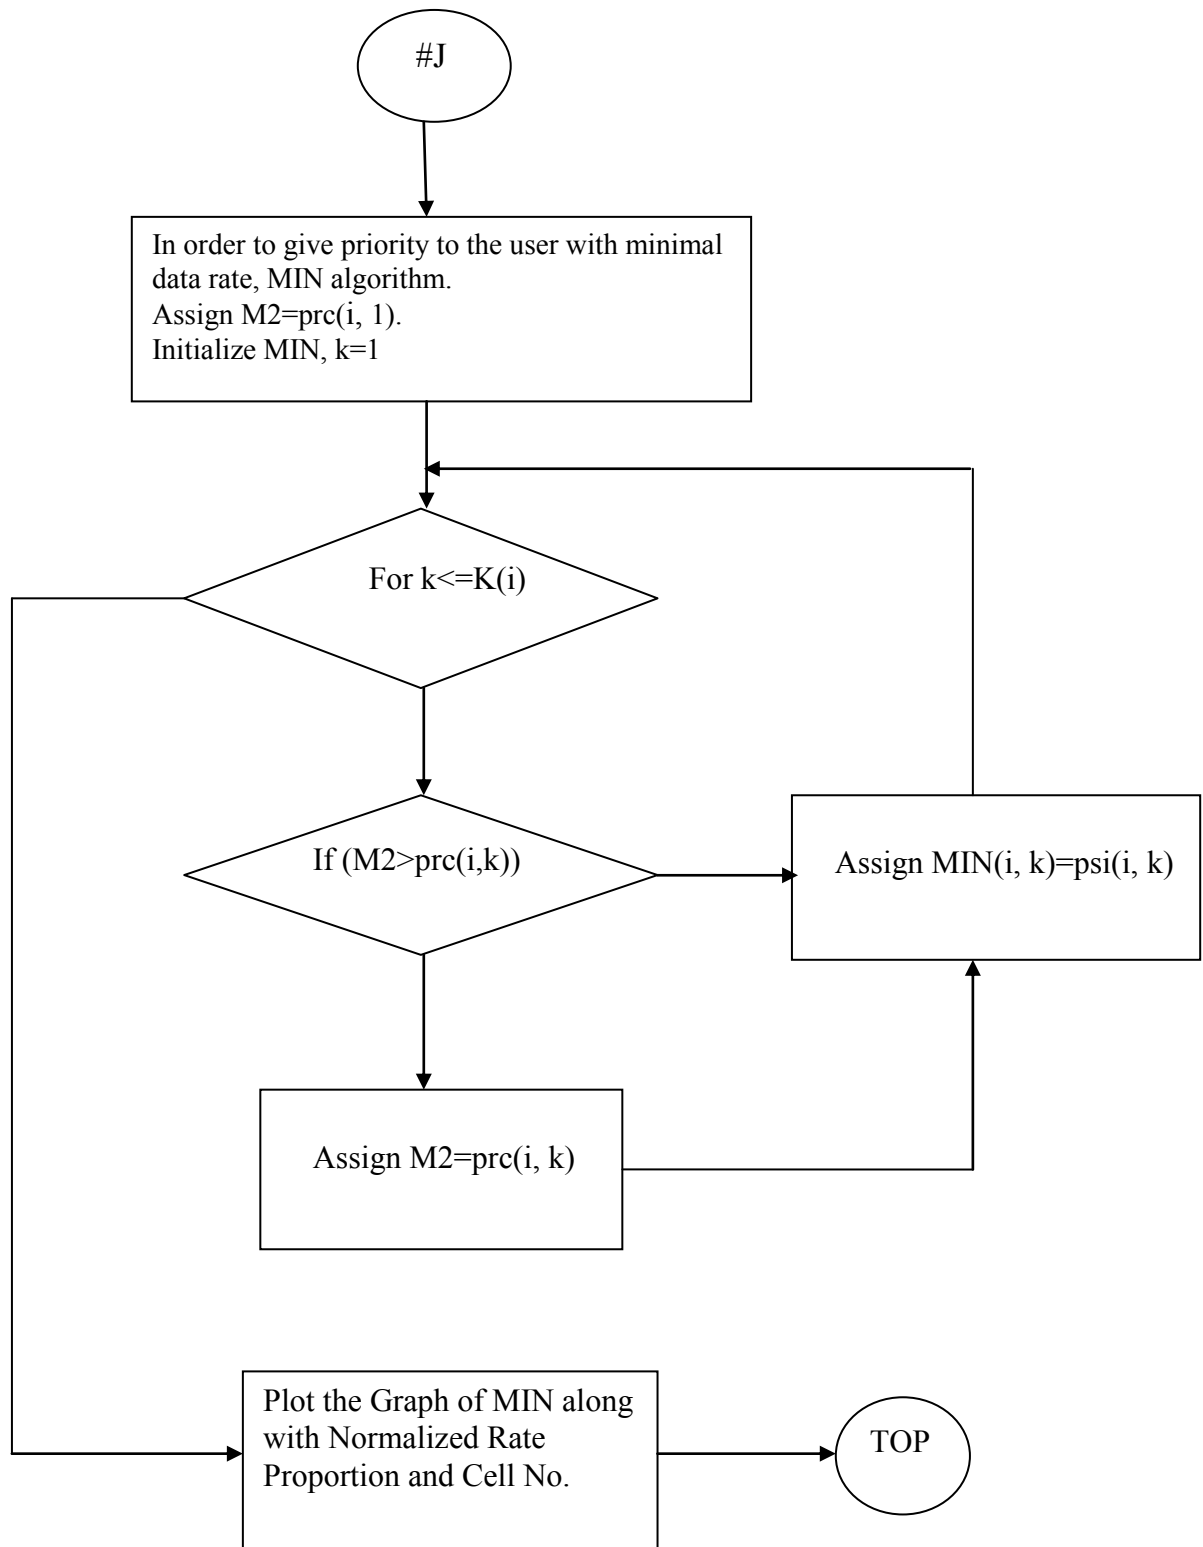 #J
In order to give priority to the user with minimal
data rate, MIN algorithm.
Assign M2=prc(i, 1).
Initialize MIN, k=1
For k<=K(i)
If (M2>prc(i,k))
Assign MIN(i, k)=psi(i, k)
Assign M2=prc(i, k)
Plot the Graph of MIN along
with Normalized Rate
Proportion and Cell No.
TOP